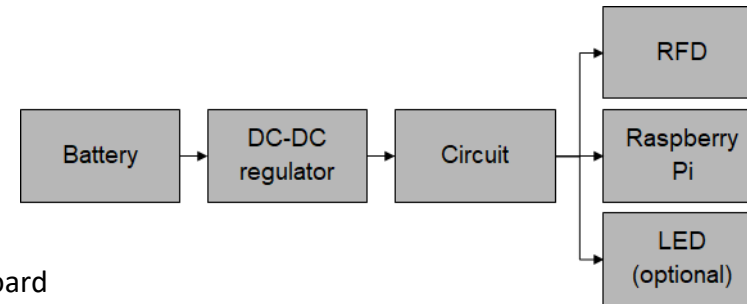 RFD
Battery
DC-DC
regulator
Circuit
Raspberry
Pi
LED
(optional)